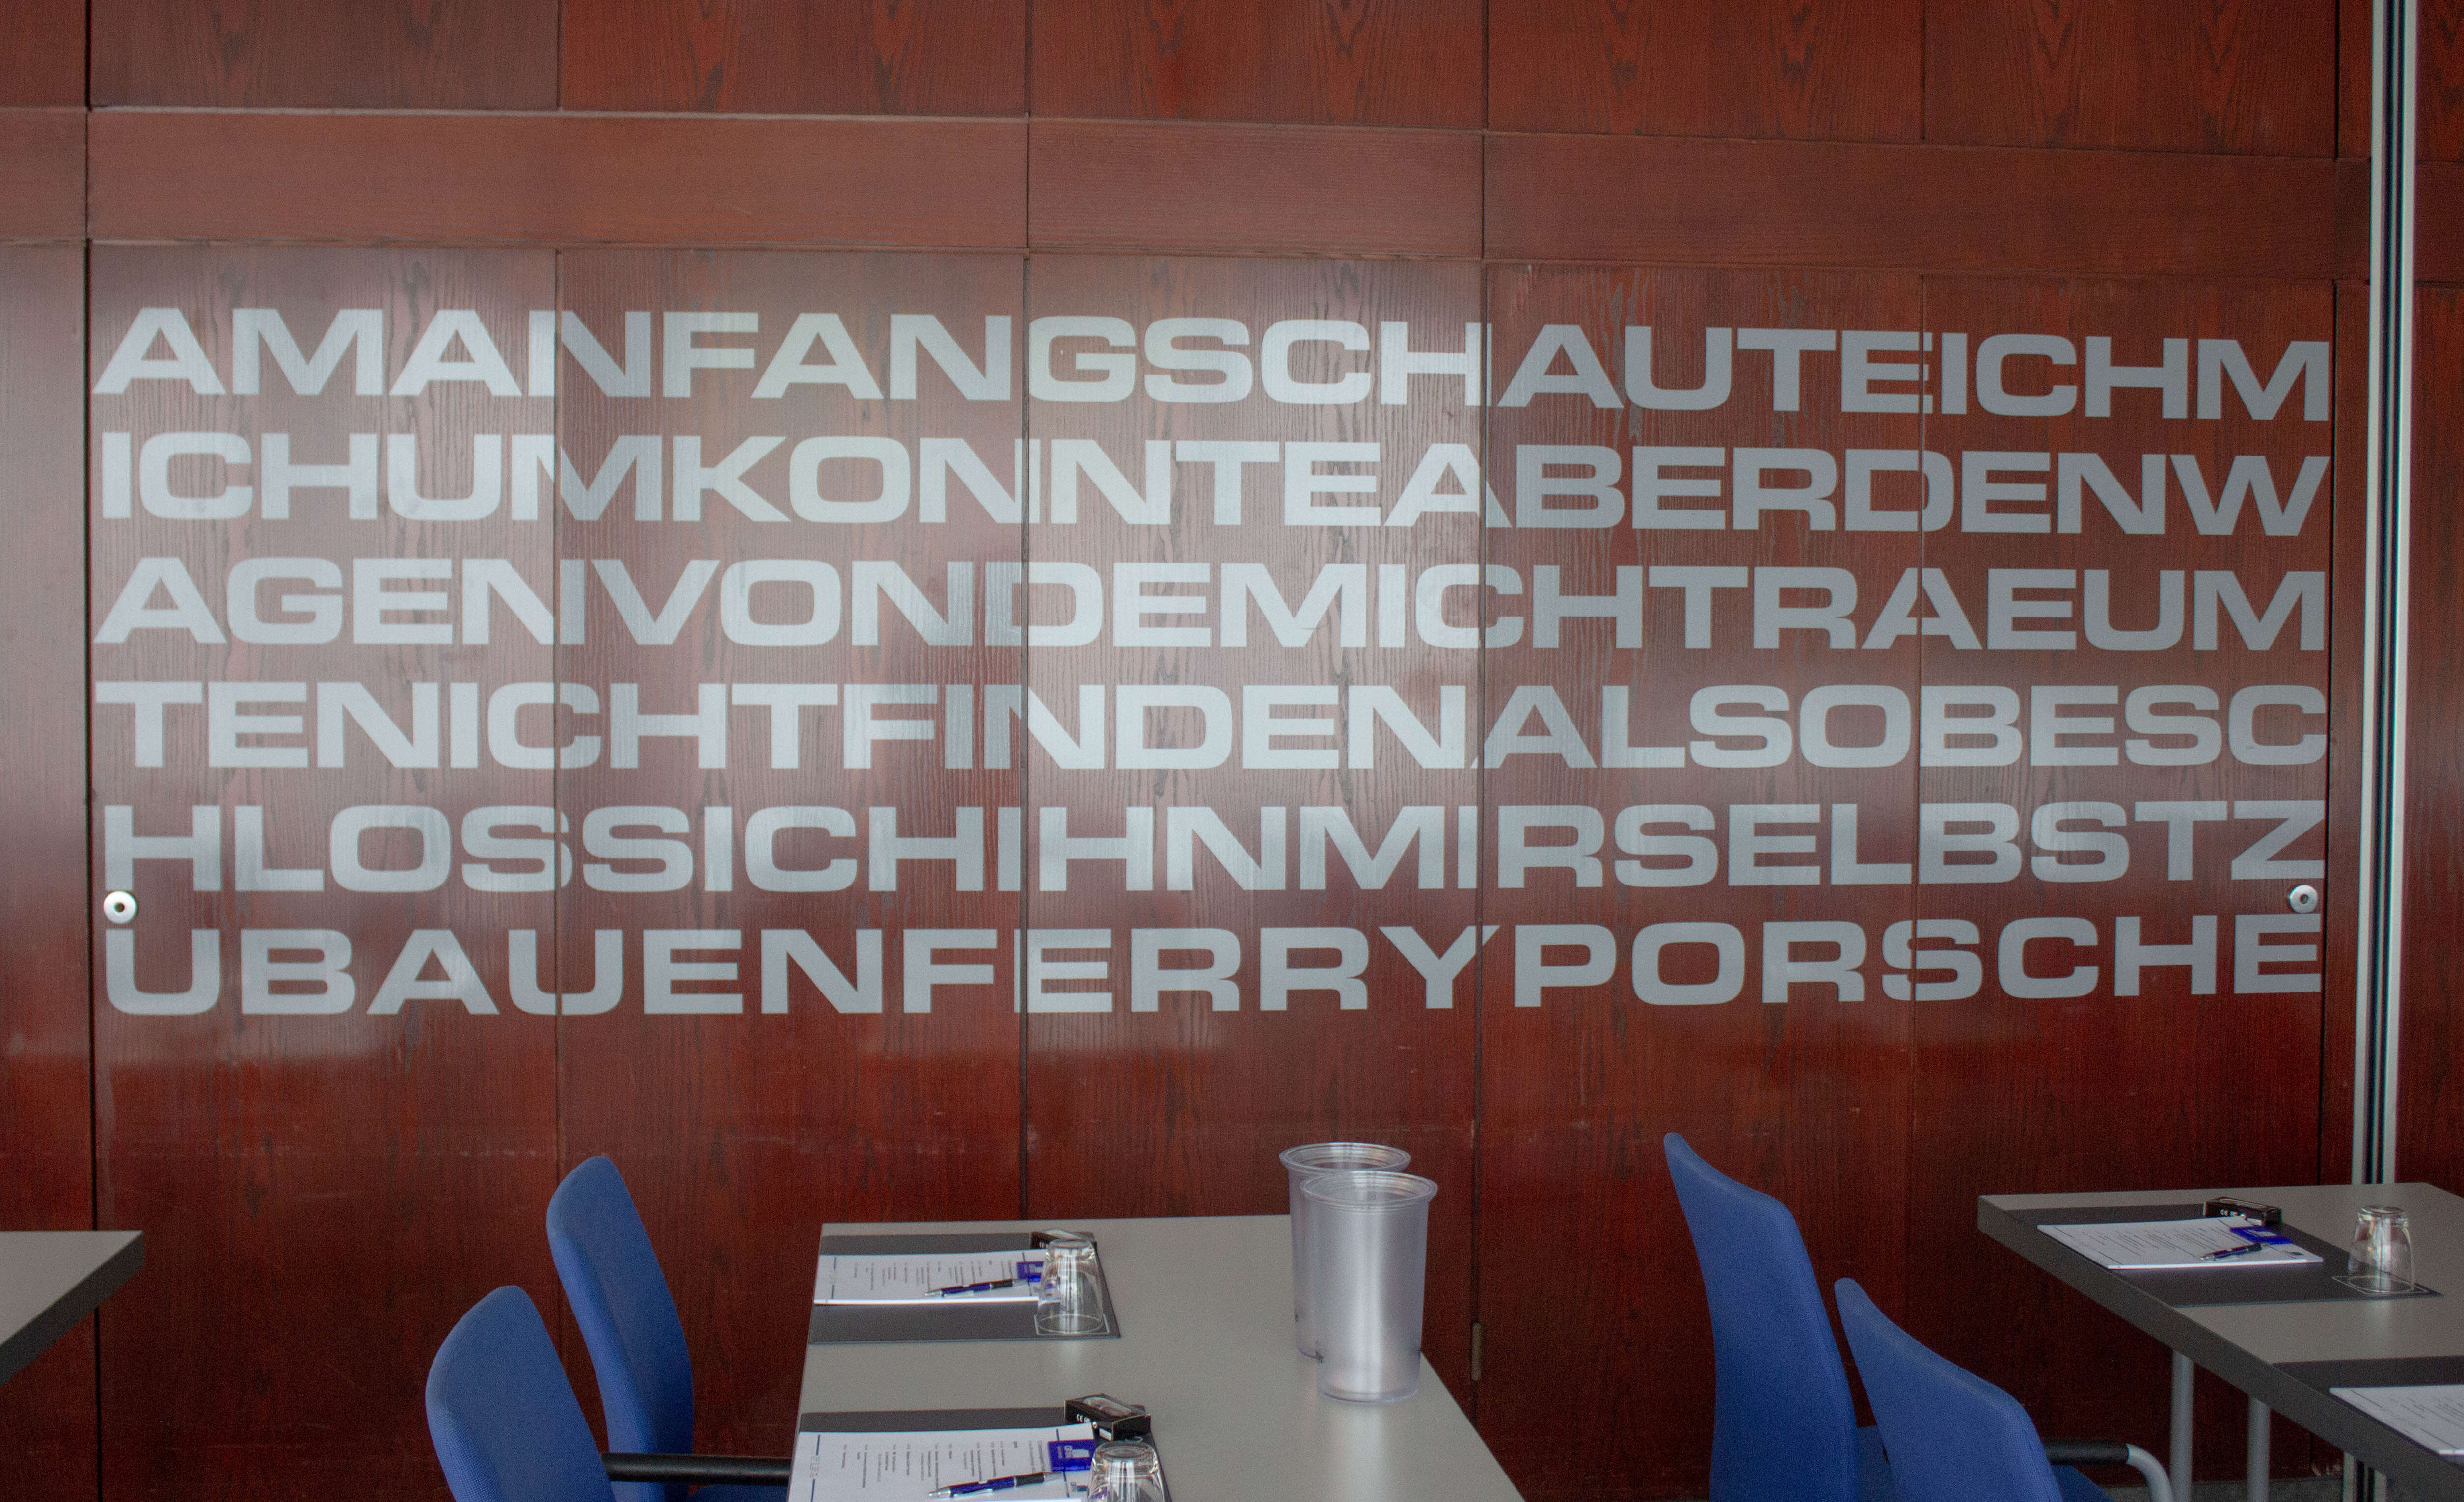 AMANFANGSCHAUTEICHM
ICHUMKONNTEABERDENW
AGENVONDEMICHTRAEUM
TENICHTFINDENALSOBESC
HLOSSICHIHNMIRSELBSTZ
UBAUENFERRYPORSCHE